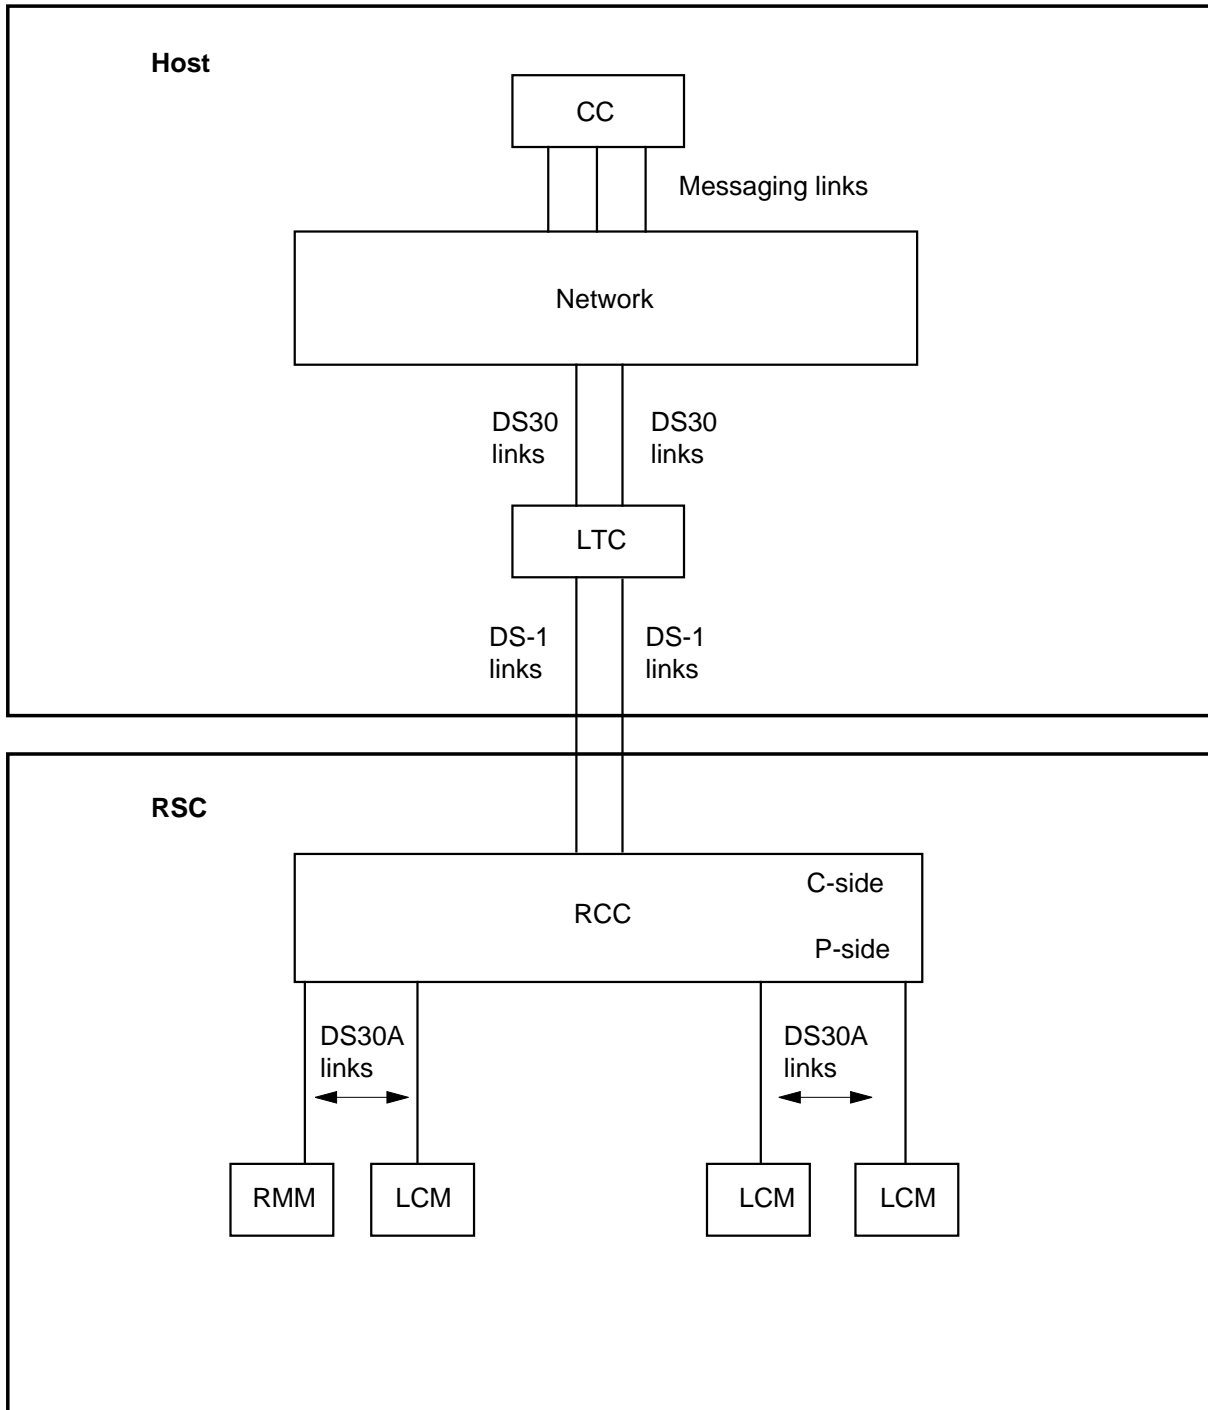 Host
CC
Messaging links
Network
DS30
links
DS30
links
LTC
DS-1
links
DS-1
links
RSC
C-side
RCC
P-side
DS30A
links
DS30A
links
RMM
LCM
LCM
LCM